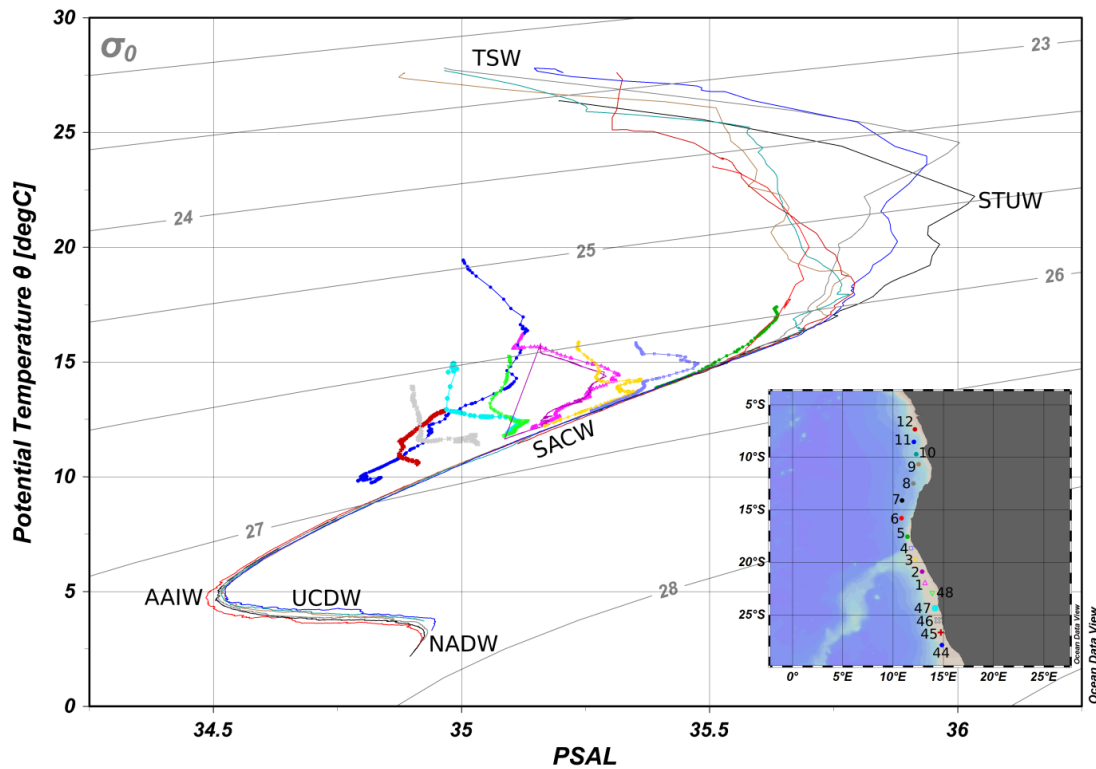 30
25
20
15
10
5
0
Potential Temperature θ [degC]
34.5
35
35.5
36
PSAL
σ0
23
24
25
26
27
28
TSW
STUW
SACW
AAIW
UCDW
NADW
5°S
10°S
15°S
20°S
25°S
0°
5°E
10°E
15°E
20°E
25°E
12
11
10
9
8
7
6
5
4
3
2
1
48
47
46
45
44
Ocean Data View
Ocean Data View